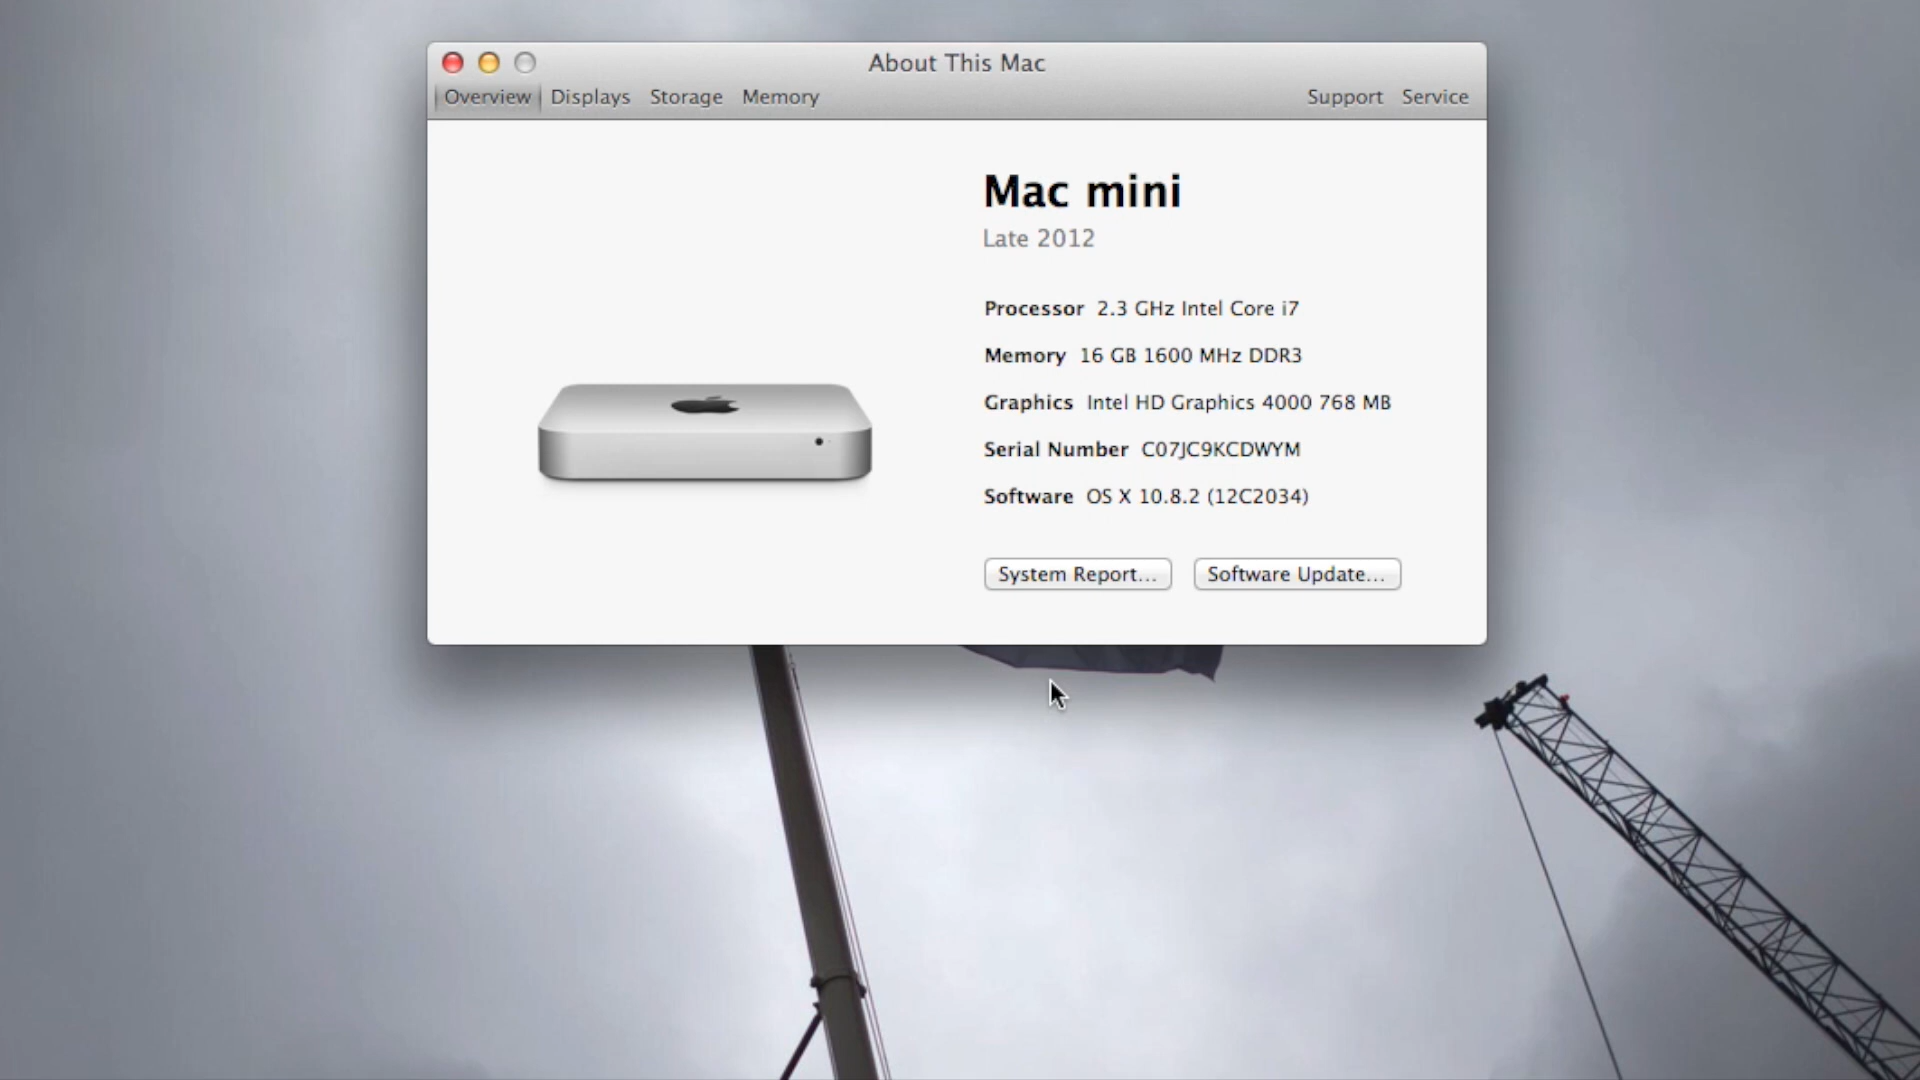 About This Mac
Overview Displays Storage Memory Support Service
Mac mini
Late 2012
Processor 2.3 GHz Intel Core i7
Memory 16 GB 1600 MHz DDR3
Graphics Intel HD Graphics 4000 768 MB
Serial Number C07JC9KCDWYM
Software OS X 10.8.2 (12C2034)
System Report... Software Update...